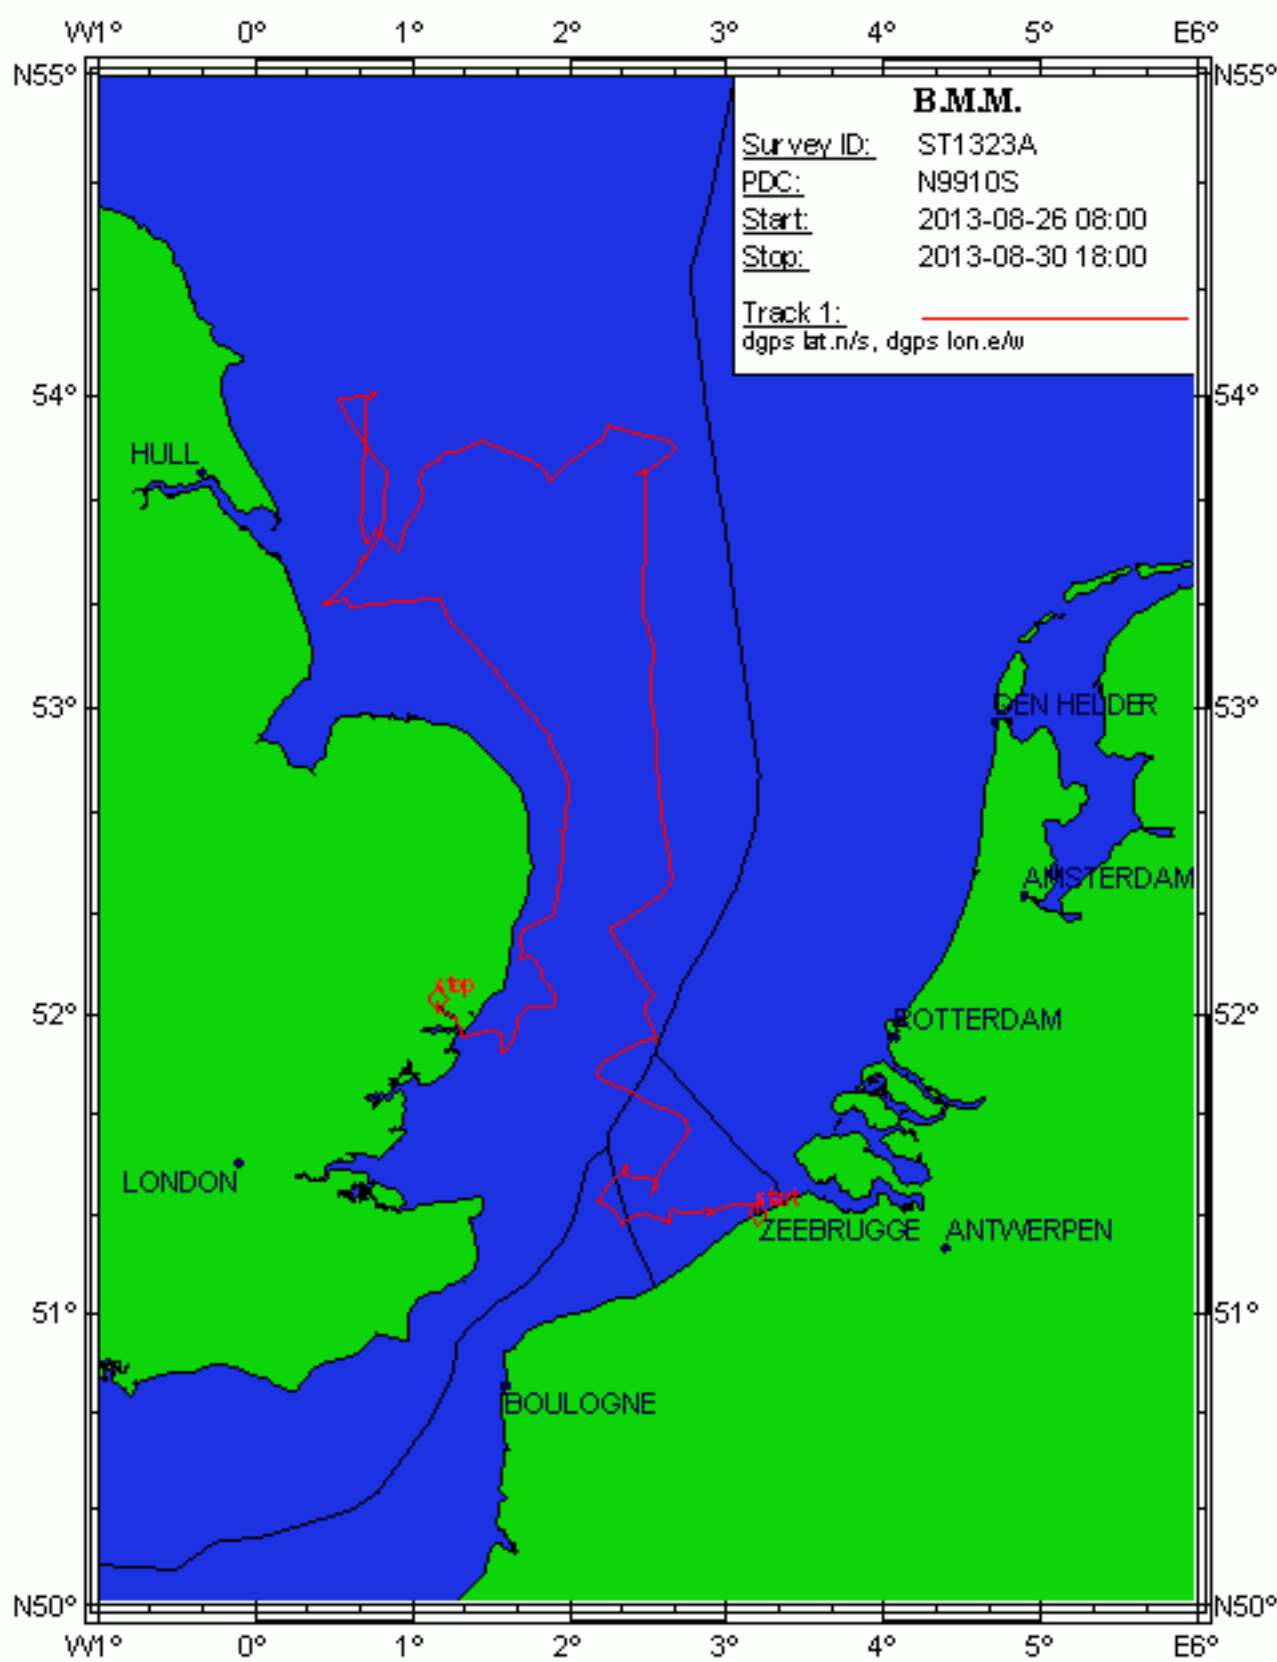 W1° 0° 1° 2° 3° 4° 5° E6°
N55° N55°
B.M.M.
Survey ID: ST1323A
PDC: N9910S
Start: 2013-08-26 08:00
Stop: 2013-08-30 18:00
Track 1:
dgps lat.n/s, dgps lon.e/w
54° 54°
HULL
53° DEN HELDER 53°
AMSTERDAM
stop
52° ROTTERDAM 52°
LONDON
start
ZEEBRUGGE ANTWERPEN
51° 51°
BOULOGNE
N50° N50°
W1° 0° 1° 2° 3° 4° 5° E6°